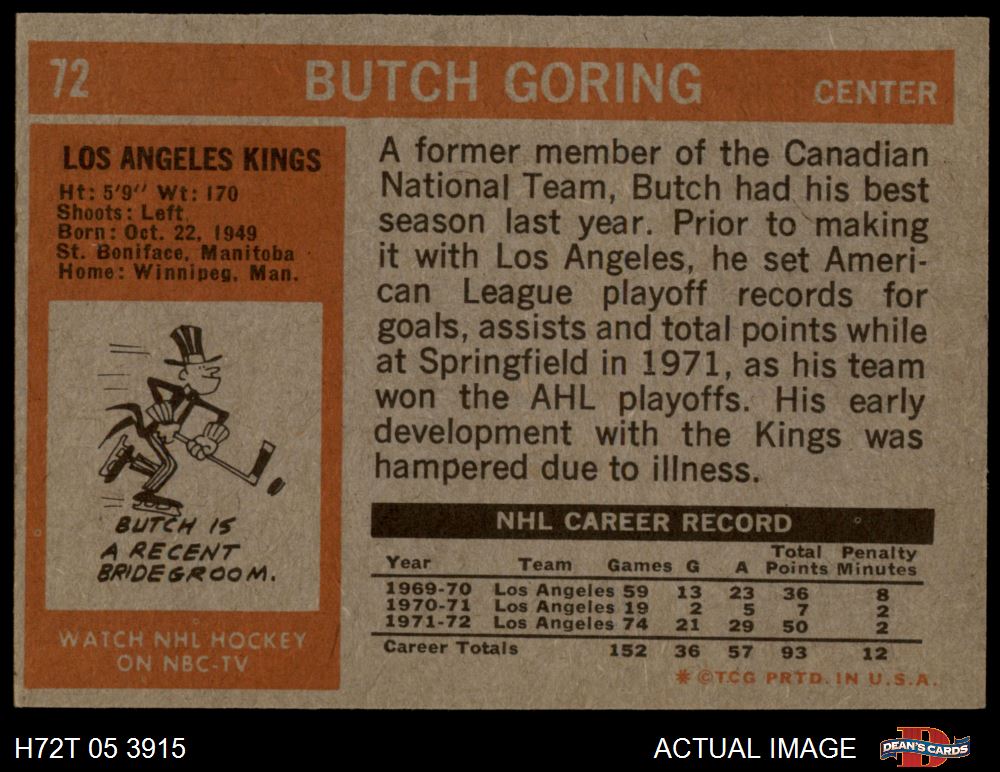 72 BUTCH GORING CENTER
LOS ANGELES KINGS
Ht: 5'9" Wt: 170
Shoots: Left
Born: Oct. 22, 1949
St. Boniface, Manitoba
Home: Winnipeg, Man.
BUTCH IS
A RECENT
BRIDEGROOM.
WATCH NHL HOCKEY
ON NBC-TV
A former member of the Canadian
National Team, Butch had his best
season last year. Prior to making
it with Los Angeles, he set Ameri-
can League playoff records for
goals, assists and total points while
at Springfield in 1971, as his team
won the AHL playoffs. His early
development with the Kings was
hampered due to illness.
NHL CAREER RECORD
Total Penalty
Year Team Games G A Points Minutes
1969-70 Los Angeles 59 13 23 36 8
1970-71 Los Angeles 19 2 5 7 2
1971-72 Los Angeles 74 21 29 50 2
Career Totals 152 36 57 93 12
* ©T.C.G. PRTD. IN U.S.A.
H72T 05 3915 ACTUAL IMAGE DEAN'S CARDS